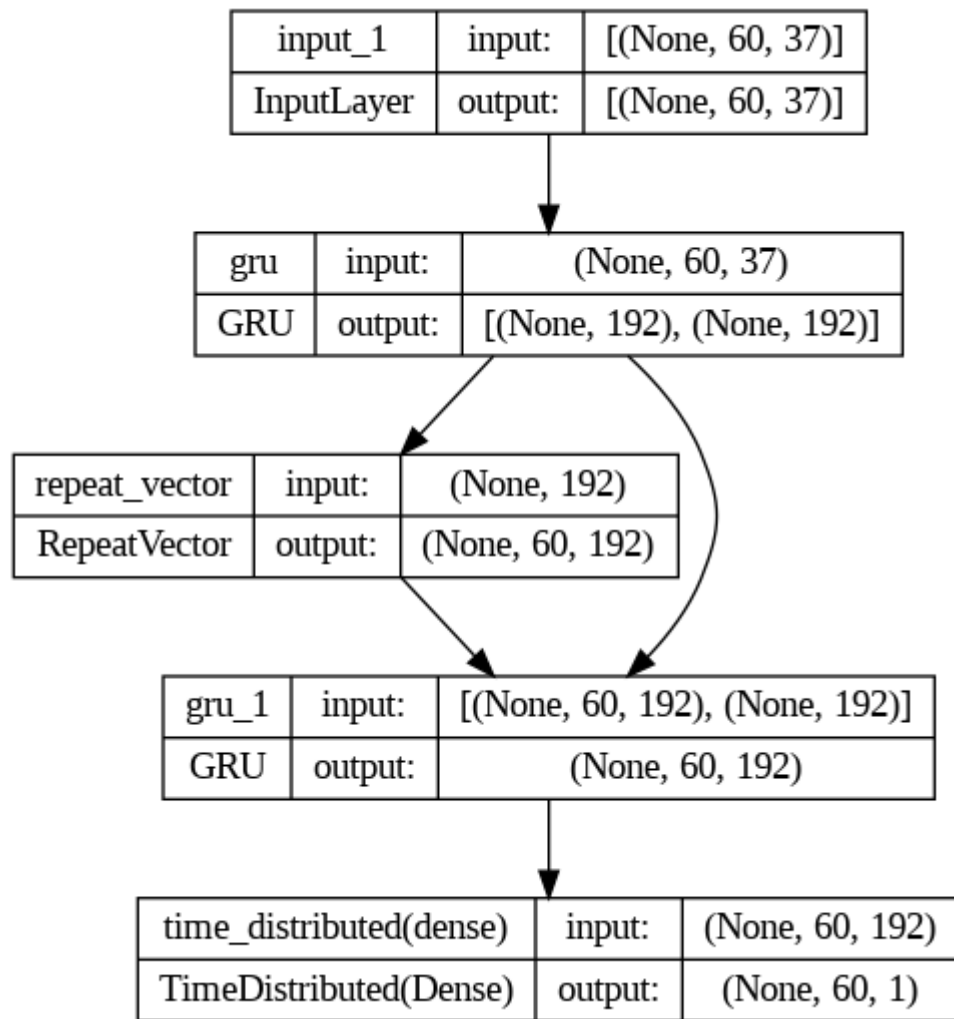 input_1 input: [(None, 60, 37)]
InputLayer output: [(None, 60, 37)]
gru input: (None, 60, 37)
GRU output: [(None, 192), (None, 192)]
repeat_vector input: (None, 192)
RepeatVector output: (None, 60, 192)
gru_1 input: [(None, 60, 192), (None, 192)]
GRU output: (None, 60, 192)
time_distributed(dense) input: (None, 60, 192)
TimeDistributed(Dense) output: (None, 60, 1)